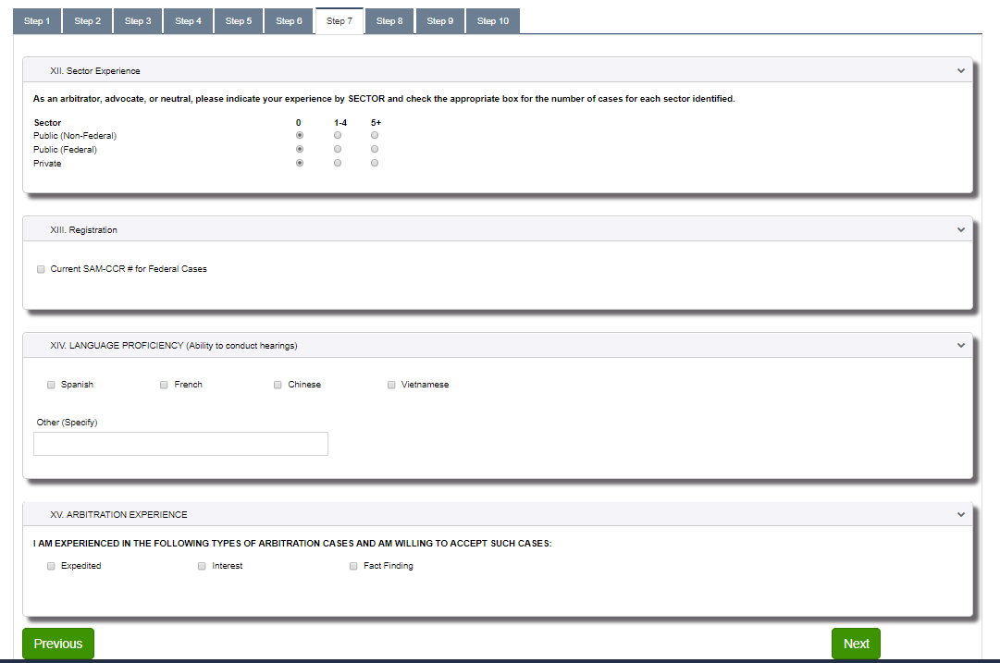 Step 1 Step 2 Step 3 Step 4 Step 5 Step 6 Step 7 Step 8 Step 9 Step 10
XII. Sector Experience
As an arbitrator, advocate, or neutral, please indicate your experience by SECTOR and check the appropriate box for the number of cases for each sector identified.
Sector 0 1-4 5+
Public (Non-Federal)
Public (Federal)
Private
XIII. Registration
Current SAM-CCR # for Federal Cases
XIV. LANGUAGE PROFICIENCY (Ability to conduct hearings)
Spanish French Chinese Vietnamese
Other (Specify)
XV. ARBITRATION EXPERIENCE
I AM EXPERIENCED IN THE FOLLOWING TYPES OF ARBITRATION CASES AND AM WILLING TO ACCEPT SUCH CASES:
Expedited Interest Fact Finding
Previous Next